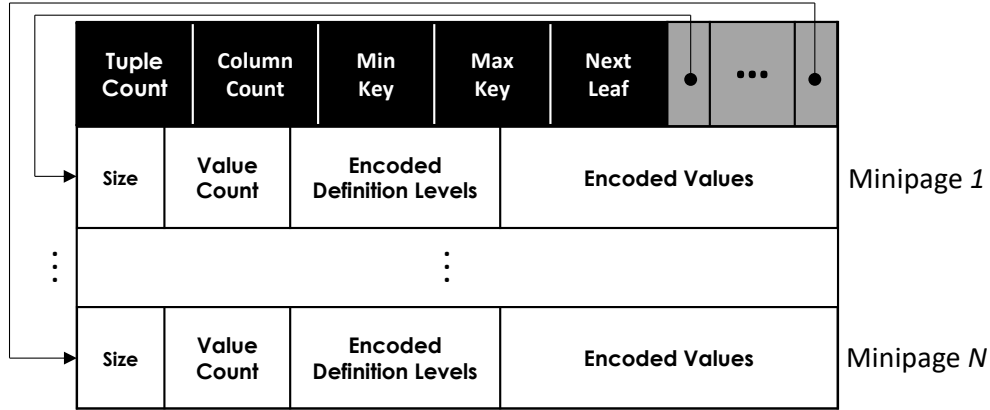 Tuple Count
Column Count
Min Key
Max Key
Next Leaf
...
Size
Value Count
Encoded Definition Levels
Encoded Values
Minipage 1
⋮
⋮
Size
Value Count
Encoded Definition Levels
Encoded Values
Minipage N